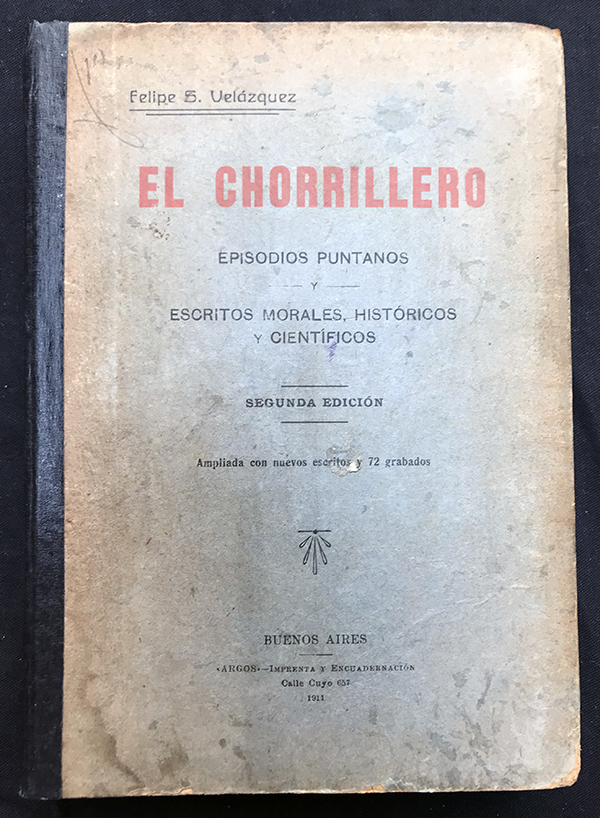 Felipe S. Velázquez
EL CHORRILLERO
EPISODIOS PUNTANOS
Y
ESCRITOS MORALES, HISTÓRICOS
Y CIENTÍFICOS
SEGUNDA EDICIÓN
Ampliada con nuevos escritos y 72 grabados
BUENOS AIRES
«ARGOS»—IMPRENTA Y ENCUADERNACIÓN
Calle Cuyo 657
1911